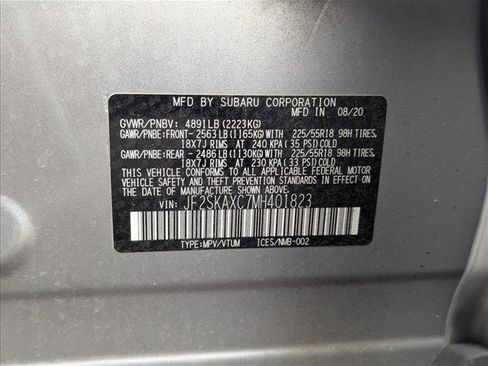 MFD BY SUBARU CORPORATION
MFD IN 08/20
GVWR/PNBV: 4891LB (2223KG)
GAWR/PNBE:FRONT- 2563LB (1165KG) WITH 225/55R18 98H TIRES,
18X7J RIMS AT 240 KPA (35 PSI) COLD
GAWR/PNBE:REAR -2486LB (1130KG) WITH 225/55R18 98H TIRES,
18X7J RIMS AT 230 KPA (33 PSI) COLD
THIS VEHICLE CONFORMS TO ALL APPLICABLE FEDERAL MOTOR
VEHICLE SAFETY AND THEFT PREVENTION STANDARDS IN EFFECT ON
THE DATE OF MANUFACTURE SHOWN ABOVE.
VIN: JF2SKAXC7MH401823
TYPE:MPV/VTUM ICES/NMB-002